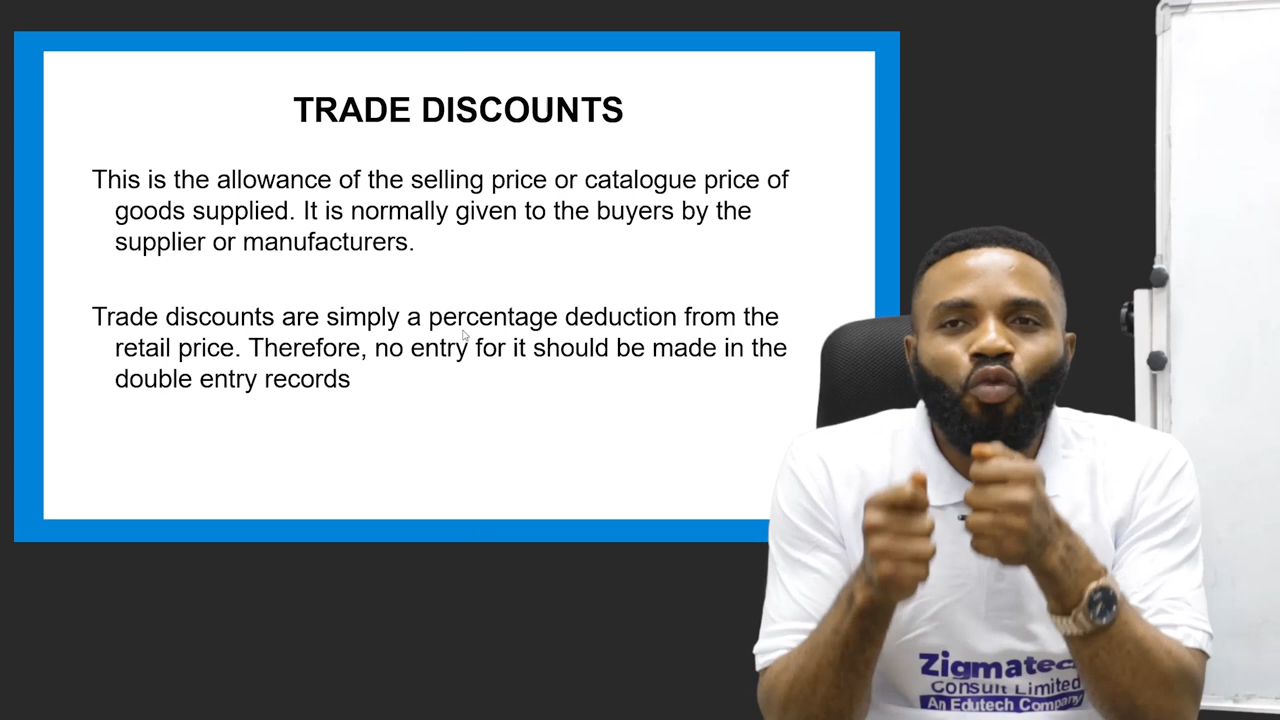 TRADE DISCOUNTS
This is the allowance of the selling price or catalogue price of
goods supplied. It is normally given to the buyers by the
supplier or manufacturers.
Trade discounts are simply a percentage deduction from the
retail price. Therefore, no entry for it should be made in the
double entry records
Zigmatec
Consult Limited
An Edutech Company